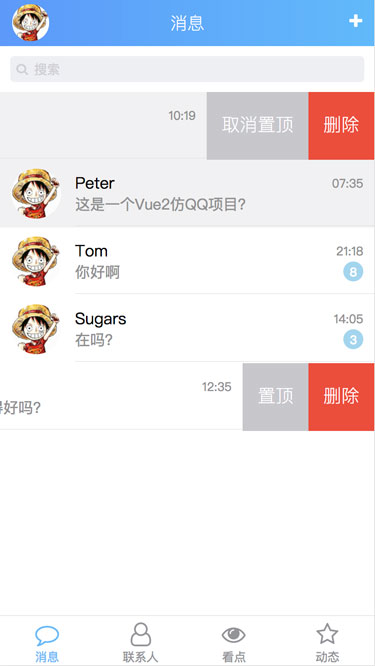 消息
搜索
10:19 取消置顶 删除
Peter 07:35
这是一个Vue2仿QQ项目?
Tom 21:18
你好啊 8
Sugars 14:05
在吗? 3
12:35 置顶 删除
得好吗?
消息 联系人 看点 动态